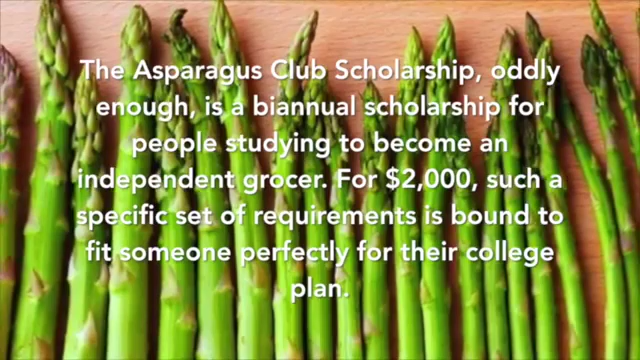 The Asparagus Club Scholarship, oddly
enough, is a biannual scholarship for
people studying to become an
independent grocer. For $2,000, such a
specific set of requirements is bound to
fit someone perfectly for their college
plan.